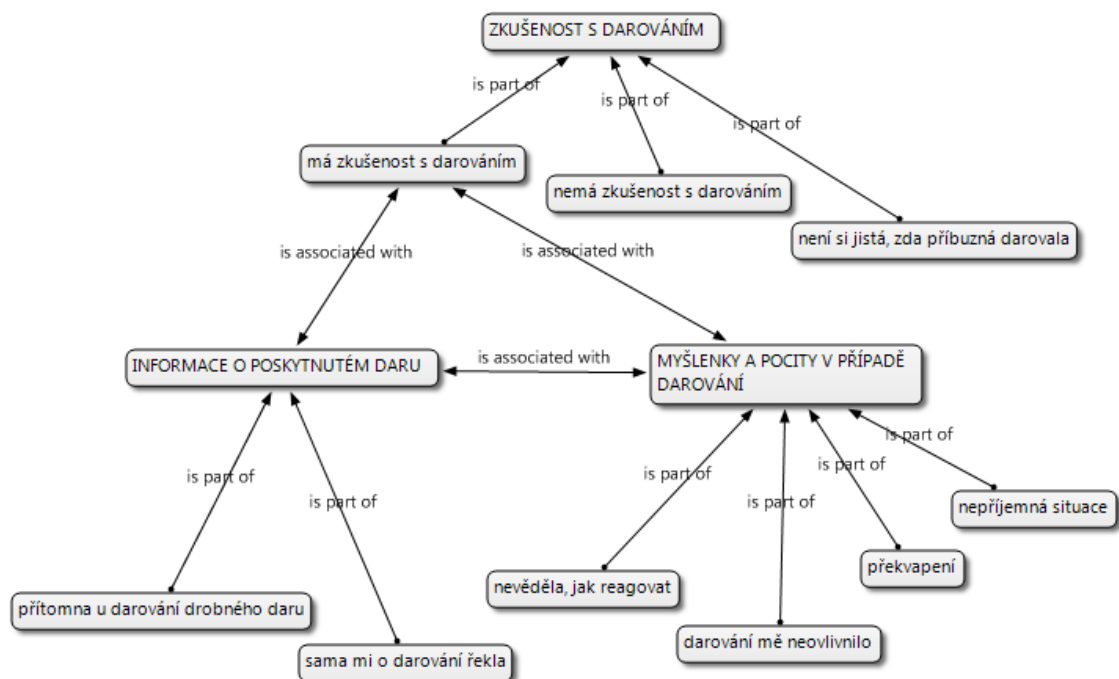 ZKUŠENOST S DAROVÁNÍM
is part of
is part of
is part of
má zkušenost s darováním
nemá zkušenost s darováním
není si jistá, zda příbuzná darovala
is associated with
is associated with
INFORMACE O POSKYTNUTÉM DARU
is associated with
MYŠLENKY A POCITY V PŘÍPADĚ
DAROVÁNÍ
is part of
is part of
is part of
is part of
is part of
is part of
nepříjemná situace
překvapení
nevěděla, jak reagovat
přítomna u darování drobného daru
darování mě neovlivnilo
sama mi o darování řekla